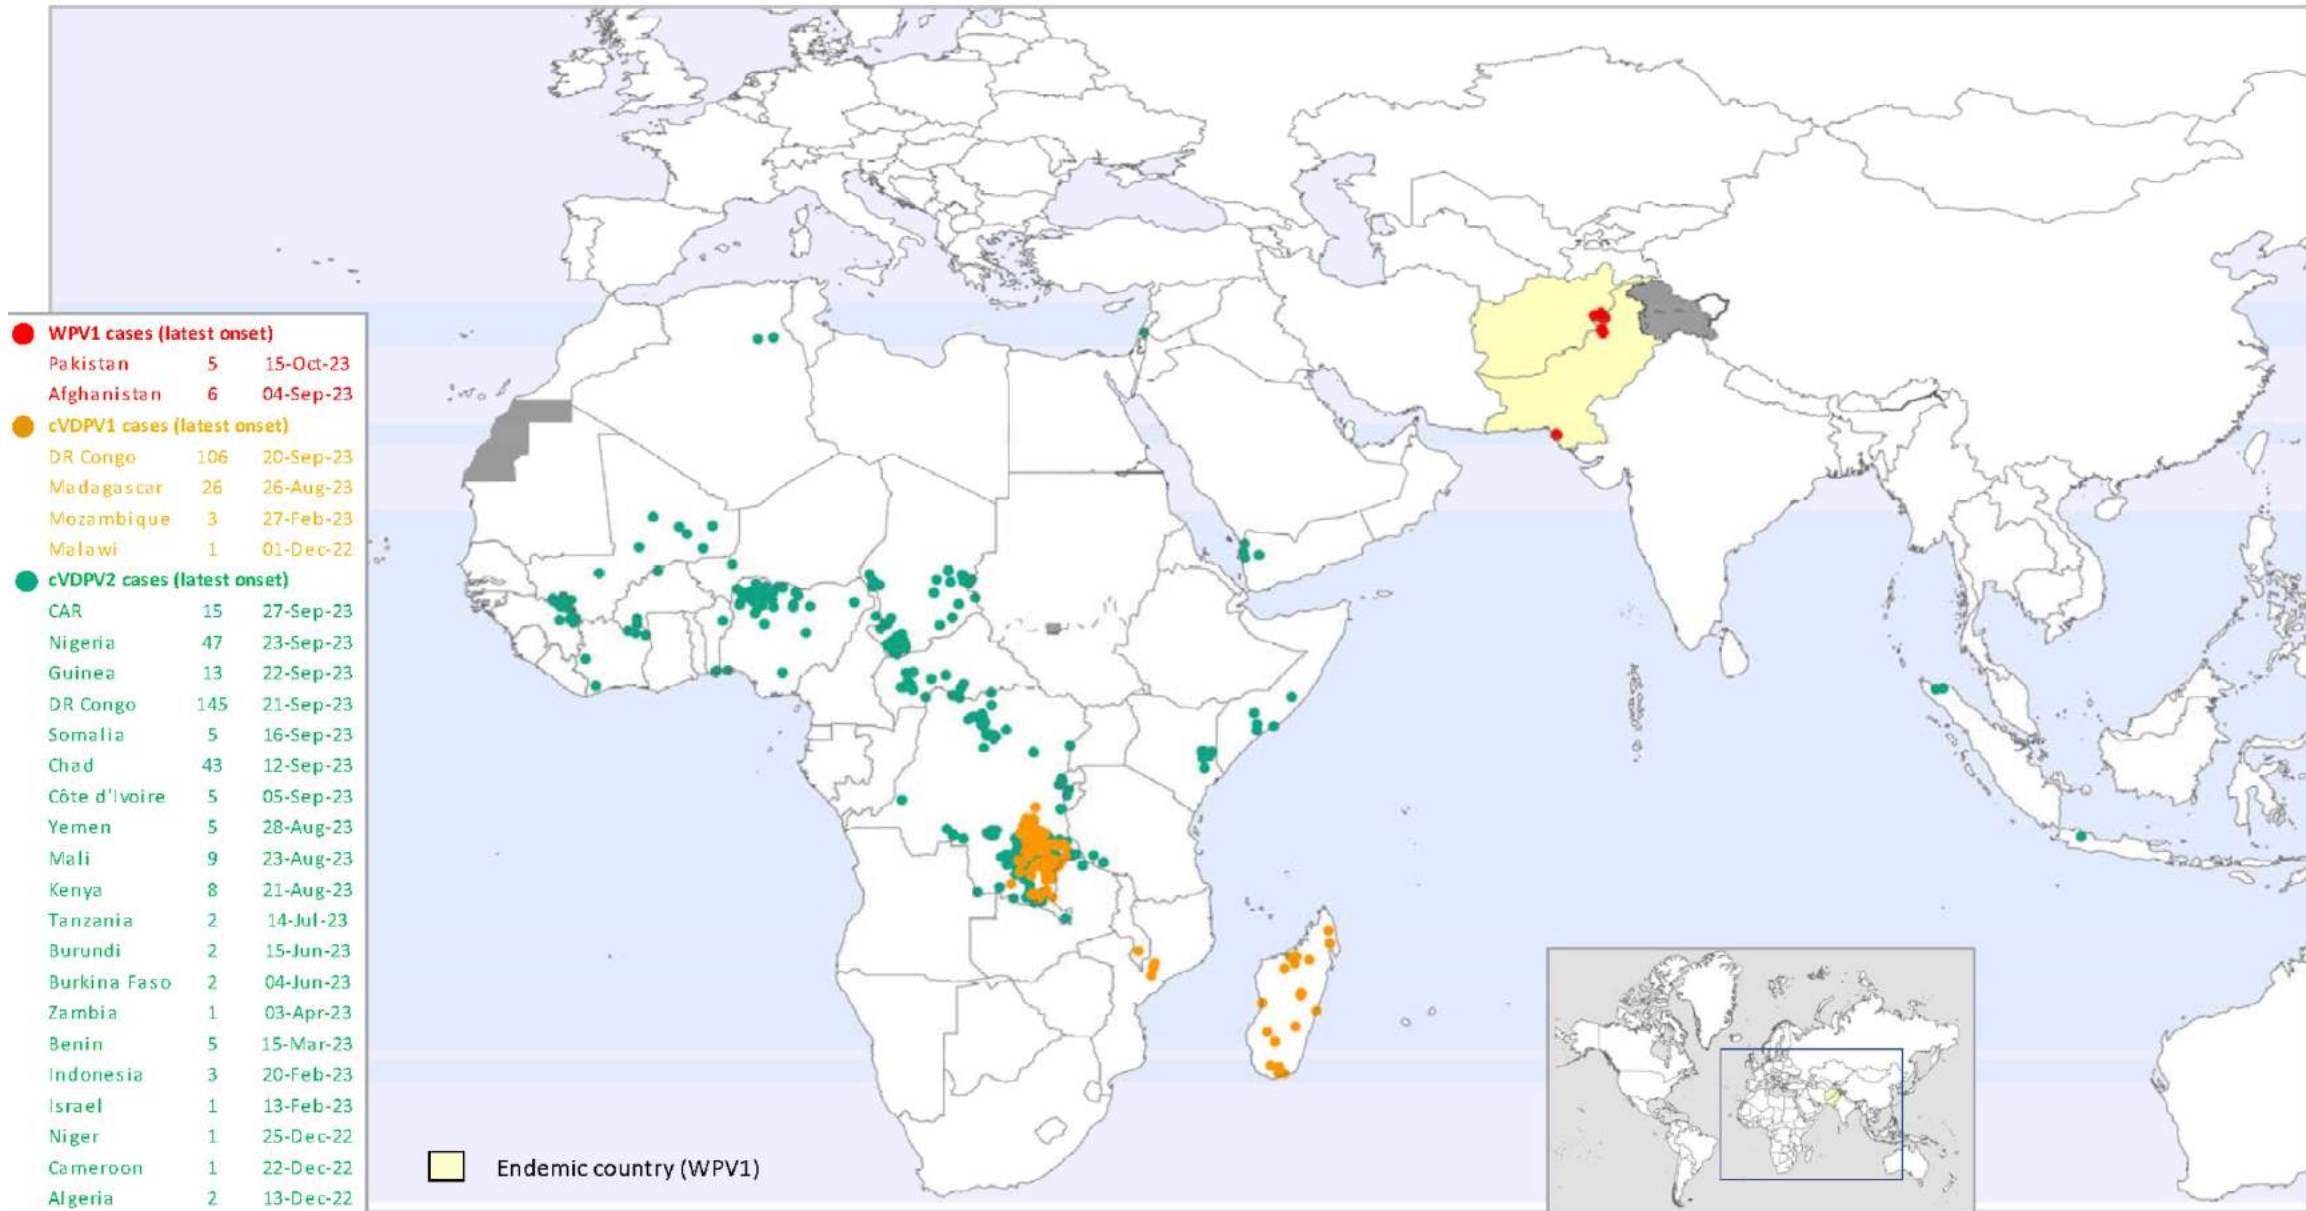 WPV1 cases (latest onset)
Pakistan 5 15-Oct-23
Afghanistan 6 04-Sep-23
cVDPV1 cases (latest onset)
DR Congo 106 20-Sep-23
Madagascar 26 26-Aug-23
Mozambique 3 27-Feb-23
Malawi 1 01-Dec-22
cVDPV2 cases (latest onset)
CAR 15 27-Sep-23
Nigeria 47 23-Sep-23
Guinea 13 22-Sep-23
DR Congo 145 21-Sep-23
Somalia 5 16-Sep-23
Chad 43 12-Sep-23
Côte d'Ivoire 5 05-Sep-23
Yemen 5 28-Aug-23
Mali 9 23-Aug-23
Kenya 8 21-Aug-23
Tanzania 2 14-Jul-23
Burundi 2 15-Jun-23
Burkina Faso 2 04-Jun-23
Zambia 1 03-Apr-23
Benin 5 15-Mar-23
Indonesia 3 20-Feb-23
Israel 1 13-Feb-23
Niger 1 25-Dec-22
Cameroon 1 22-Dec-22
Algeria 2 13-Dec-22
Endemic country (WPV1)